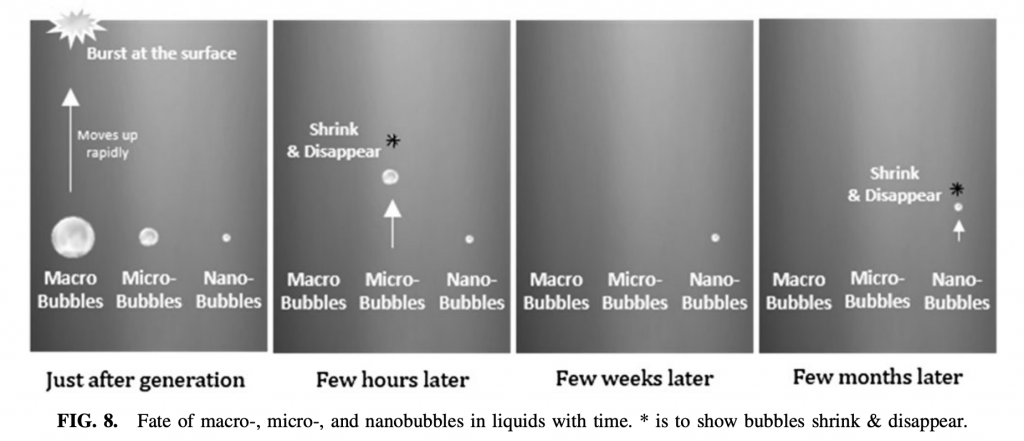 Burst at the surface
Moves up
rapidly
Macro
Bubbles
Micro-
Bubbles
Nano-
Bubbles
Just after generation
Shrink
& Disappear *
Macro
Bubbles
Micro-
Bubbles
Nano-
Bubbles
Few hours later
Macro
Bubbles
Micro-
Bubbles
Nano-
Bubbles
Few weeks later
Shrink
& Disappear *
Macro
Bubbles
Micro-
Bubbles
Nano-
Bubbles
Few months later
FIG. 8. Fate of macro-, micro-, and nanobubbles in liquids with time. * is to show bubbles shrink & disappear.